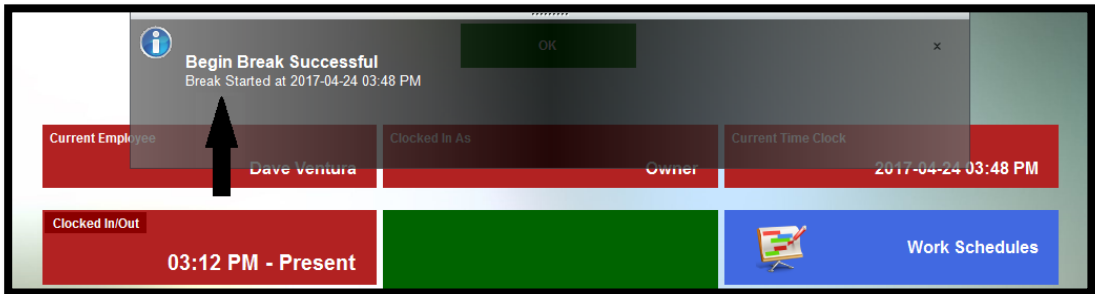 OK
x
Begin Break Successful
Break Started at 2017-04-24 03:48 PM
Current Employee
Dave Ventura
Clocked In As
Owner
Current Time Clock
2017-04-24 03:48 PM
Clocked In/Out
03:12 PM - Present
Work Schedules